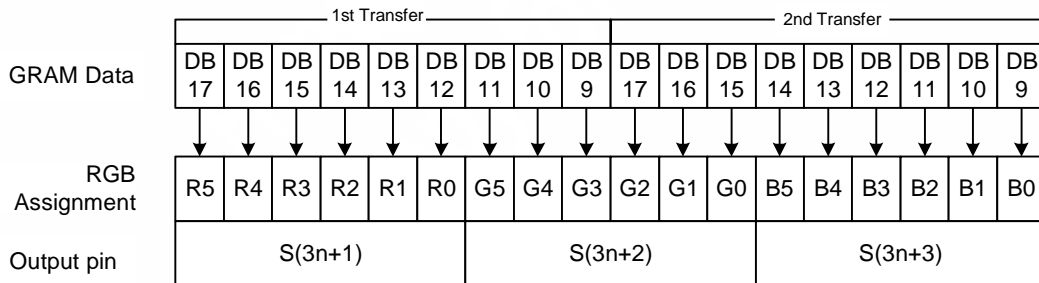 1st Transfer 2nd Transfer
GRAM Data DB 17 DB 16 DB 15 DB 14 DB 13 DB 12 DB 11 DB 10 DB 9 DB 17 DB 16 DB 15 DB 14 DB 13 DB 12 DB 11 DB 10 DB 9
RGB Assignment R5 R4 R3 R2 R1 R0 G5 G4 G3 G2 G1 G0 B5 B4 B3 B2 B1 B0
Output pin S(3n+1) S(3n+2) S(3n+3)